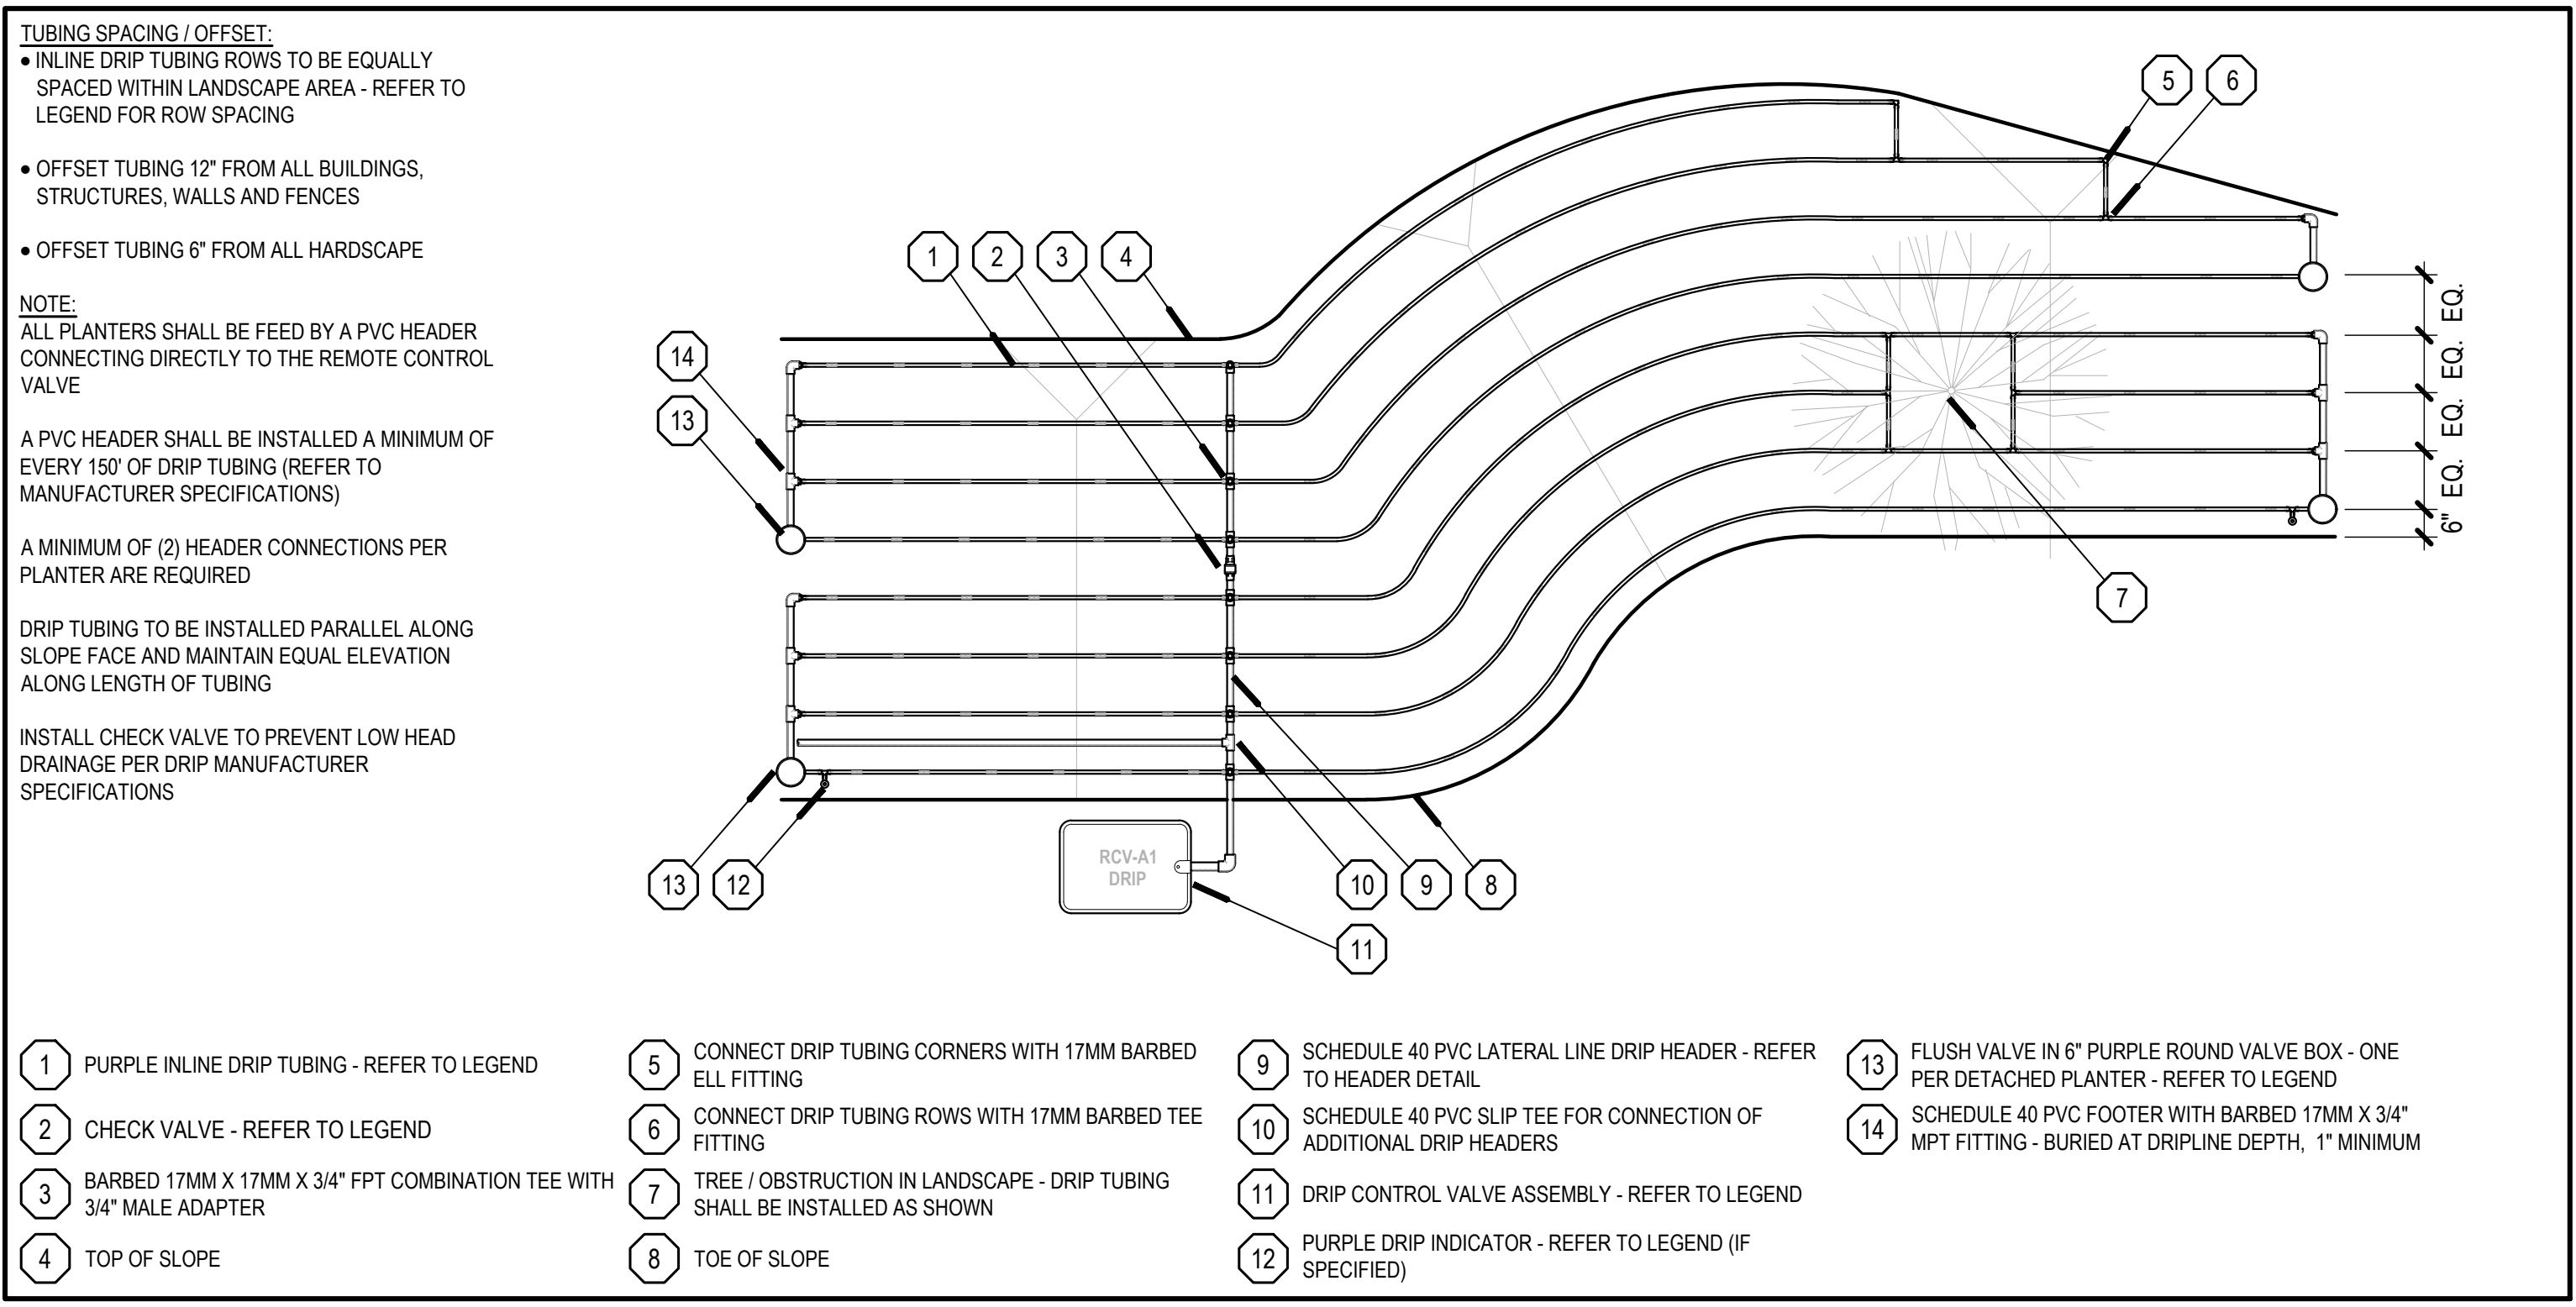 TUBING SPACING / OFFSET:
• INLINE DRIP TUBING ROWS TO BE EQUALLY
SPACED WITHIN LANDSCAPE AREA - REFER TO
LEGEND FOR ROW SPACING
• OFFSET TUBING 12" FROM ALL BUILDINGS,
STRUCTURES, WALLS AND FENCES
• OFFSET TUBING 6" FROM ALL HARDSCAPE
NOTE:
ALL PLANTERS SHALL BE FEED BY A PVC HEADER
CONNECTING DIRECTLY TO THE REMOTE CONTROL
VALVE
A PVC HEADER SHALL BE INSTALLED A MINIMUM OF
EVERY 150' OF DRIP TUBING (REFER TO
MANUFACTURER SPECIFICATIONS)
A MINIMUM OF (2) HEADER CONNECTIONS PER
PLANTER ARE REQUIRED
DRIP TUBING TO BE INSTALLED PARALLEL ALONG
SLOPE FACE AND MAINTAIN EQUAL ELEVATION
ALONG LENGTH OF TUBING
INSTALL CHECK VALVE TO PREVENT LOW HEAD
DRAINAGE PER DRIP MANUFACTURER
SPECIFICATIONS
5
6
1
2
3
4
14
13
EQ.
EQ.
EQ.
EQ.
6"
7
13
12
RCV-A1
DRIP
10
9
8
11
1
PURPLE INLINE DRIP TUBING - REFER TO LEGEND
2
CHECK VALVE - REFER TO LEGEND
3
BARBED 17MM X 17MM X 3/4" FPT COMBINATION TEE WITH
3/4" MALE ADAPTER
4
TOP OF SLOPE
5
CONNECT DRIP TUBING CORNERS WITH 17MM BARBED
ELL FITTING
6
CONNECT DRIP TUBING ROWS WITH 17MM BARBED TEE
FITTING
7
TREE / OBSTRUCTION IN LANDSCAPE - DRIP TUBING
SHALL BE INSTALLED AS SHOWN
8
TOE OF SLOPE
9
SCHEDULE 40 PVC LATERAL LINE DRIP HEADER - REFER
TO HEADER DETAIL
10
SCHEDULE 40 PVC SLIP TEE FOR CONNECTION OF
ADDITIONAL DRIP HEADERS
11
DRIP CONTROL VALVE ASSEMBLY - REFER TO LEGEND
12
PURPLE DRIP INDICATOR - REFER TO LEGEND (IF
SPECIFIED)
13
FLUSH VALVE IN 6" PURPLE ROUND VALVE BOX - ONE
PER DETACHED PLANTER - REFER TO LEGEND
14
SCHEDULE 40 PVC FOOTER WITH BARBED 17MM X 3/4"
MPT FITTING - BURIED AT DRIPLINE DEPTH, 1" MINIMUM